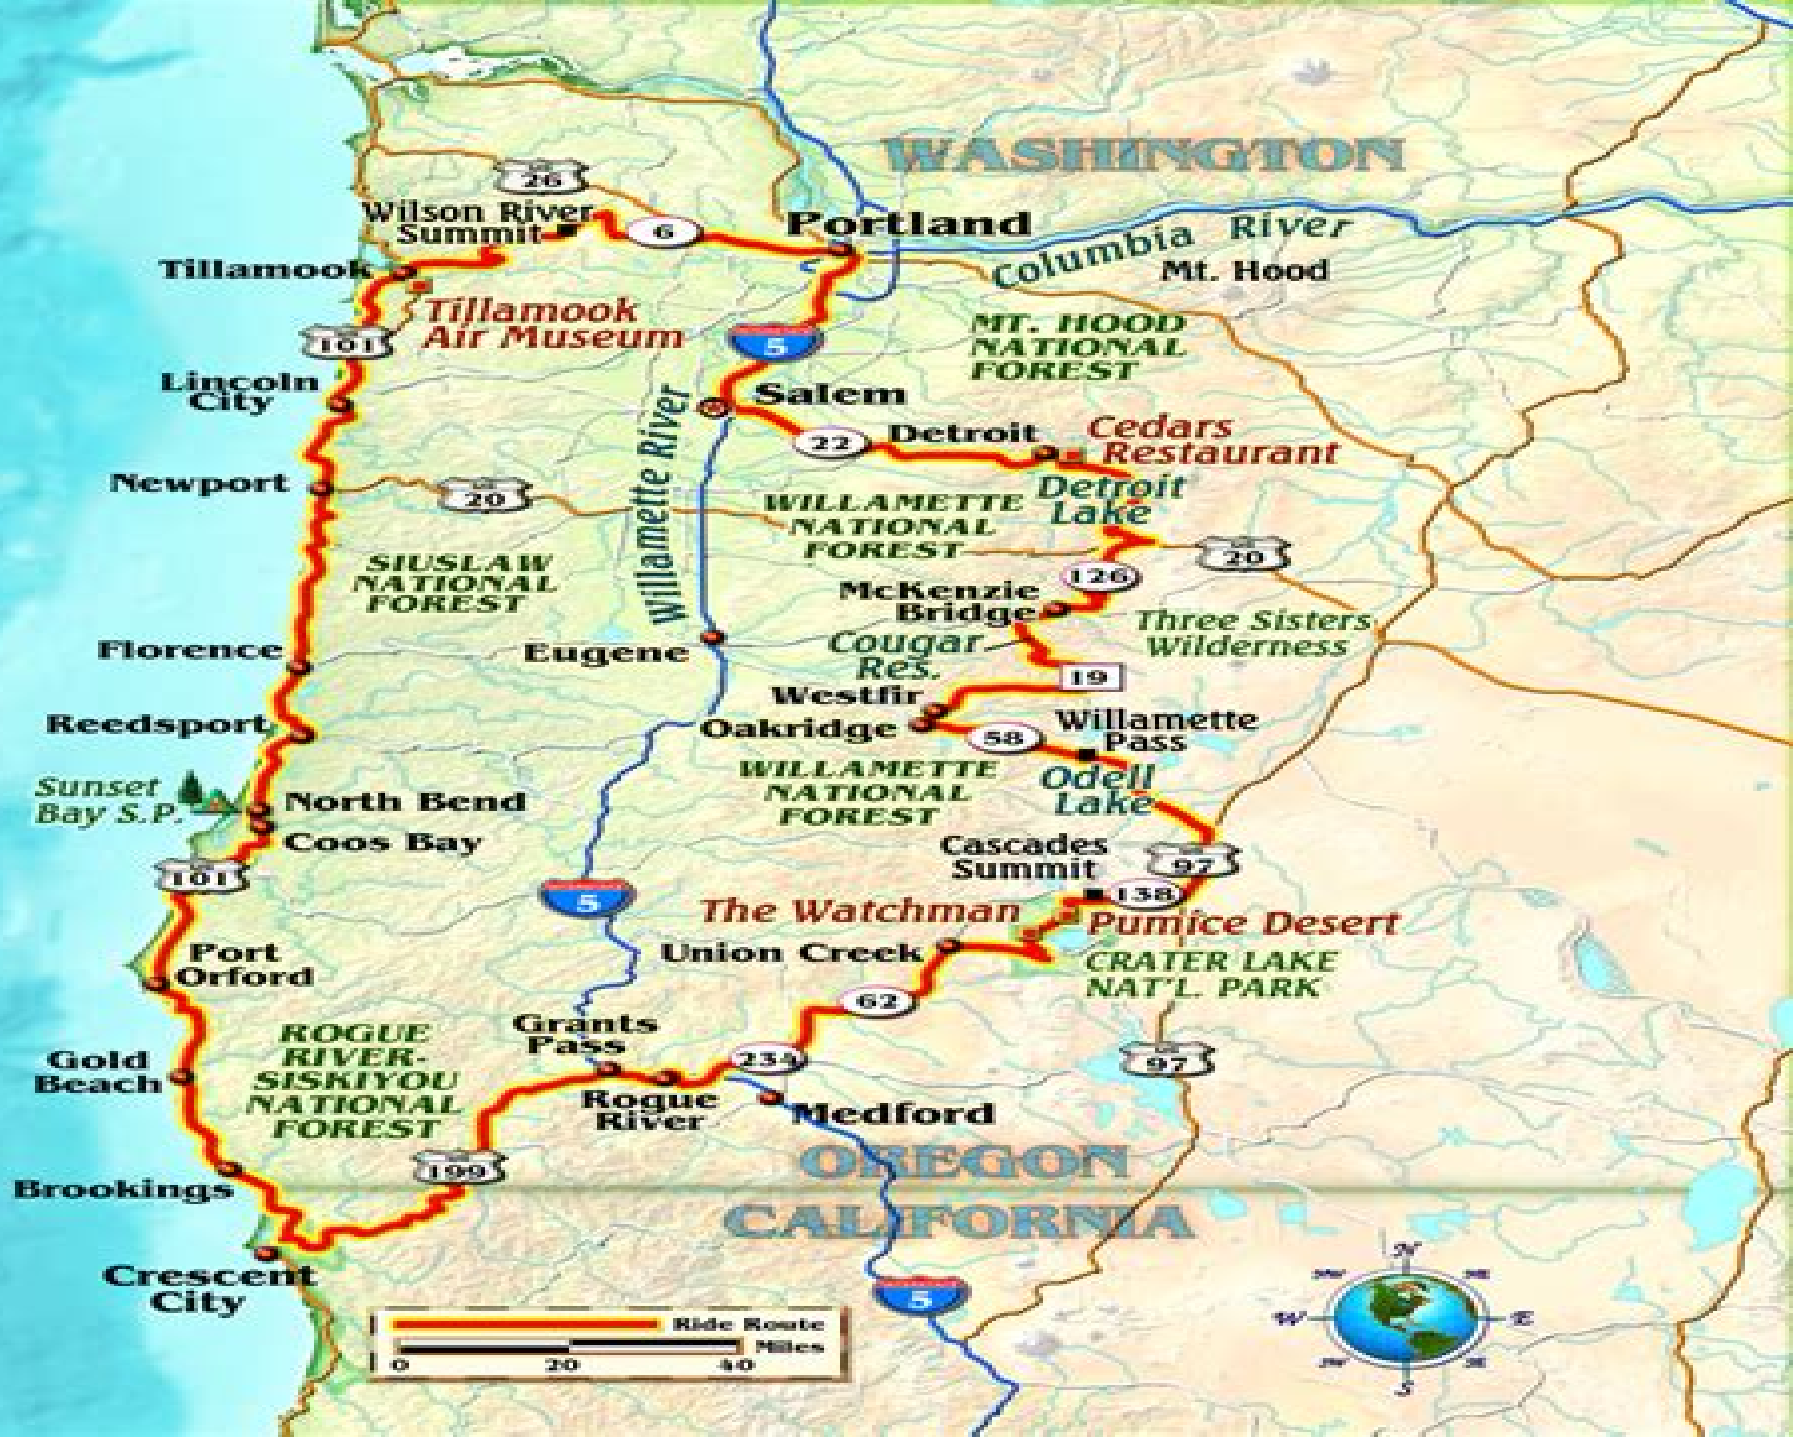 WASHINGTON
26
Wilson River
Summit
6
Portland
Columbia River
Mt. Hood
Tillamook
Tillamook
Air Museum
101
5
MT. HOOD
NATIONAL
FOREST
Lincoln
City
Salem
22
Detroit
Cedars
Restaurant
Newport
20
Willamette River
WILLAMETTE
NATIONAL
FOREST
Detroit
Lake
20
126
SIUSLAW
NATIONAL
FOREST
McKenzie
Bridge
Three Sisters
Wilderness
Florence
Eugene
Cougar
Res.
19
Westfir
Reedsport
Oakridge
58
Willamette
Pass
WILLAMETTE
NATIONAL
FOREST
Odell
Lake
Sunset
Bay S.P.
North Bend
Coos Bay
Cascades
Summit
97
101
5
138
The Watchman
Pumice Desert
Port
Orford
Union Creek
CRATER LAKE
NAT'L. PARK
62
Grants
Pass
ROGUE
RIVER-
SISKIYOU
NATIONAL
FOREST
Gold
Beach
234
97
Rogue
River
Medford
199
OREGON
Brookings
CALIFORNIA
Crescent
City
5
Ride Route
Miles
0 20 40
N
NW NE
W E
SW SE
S